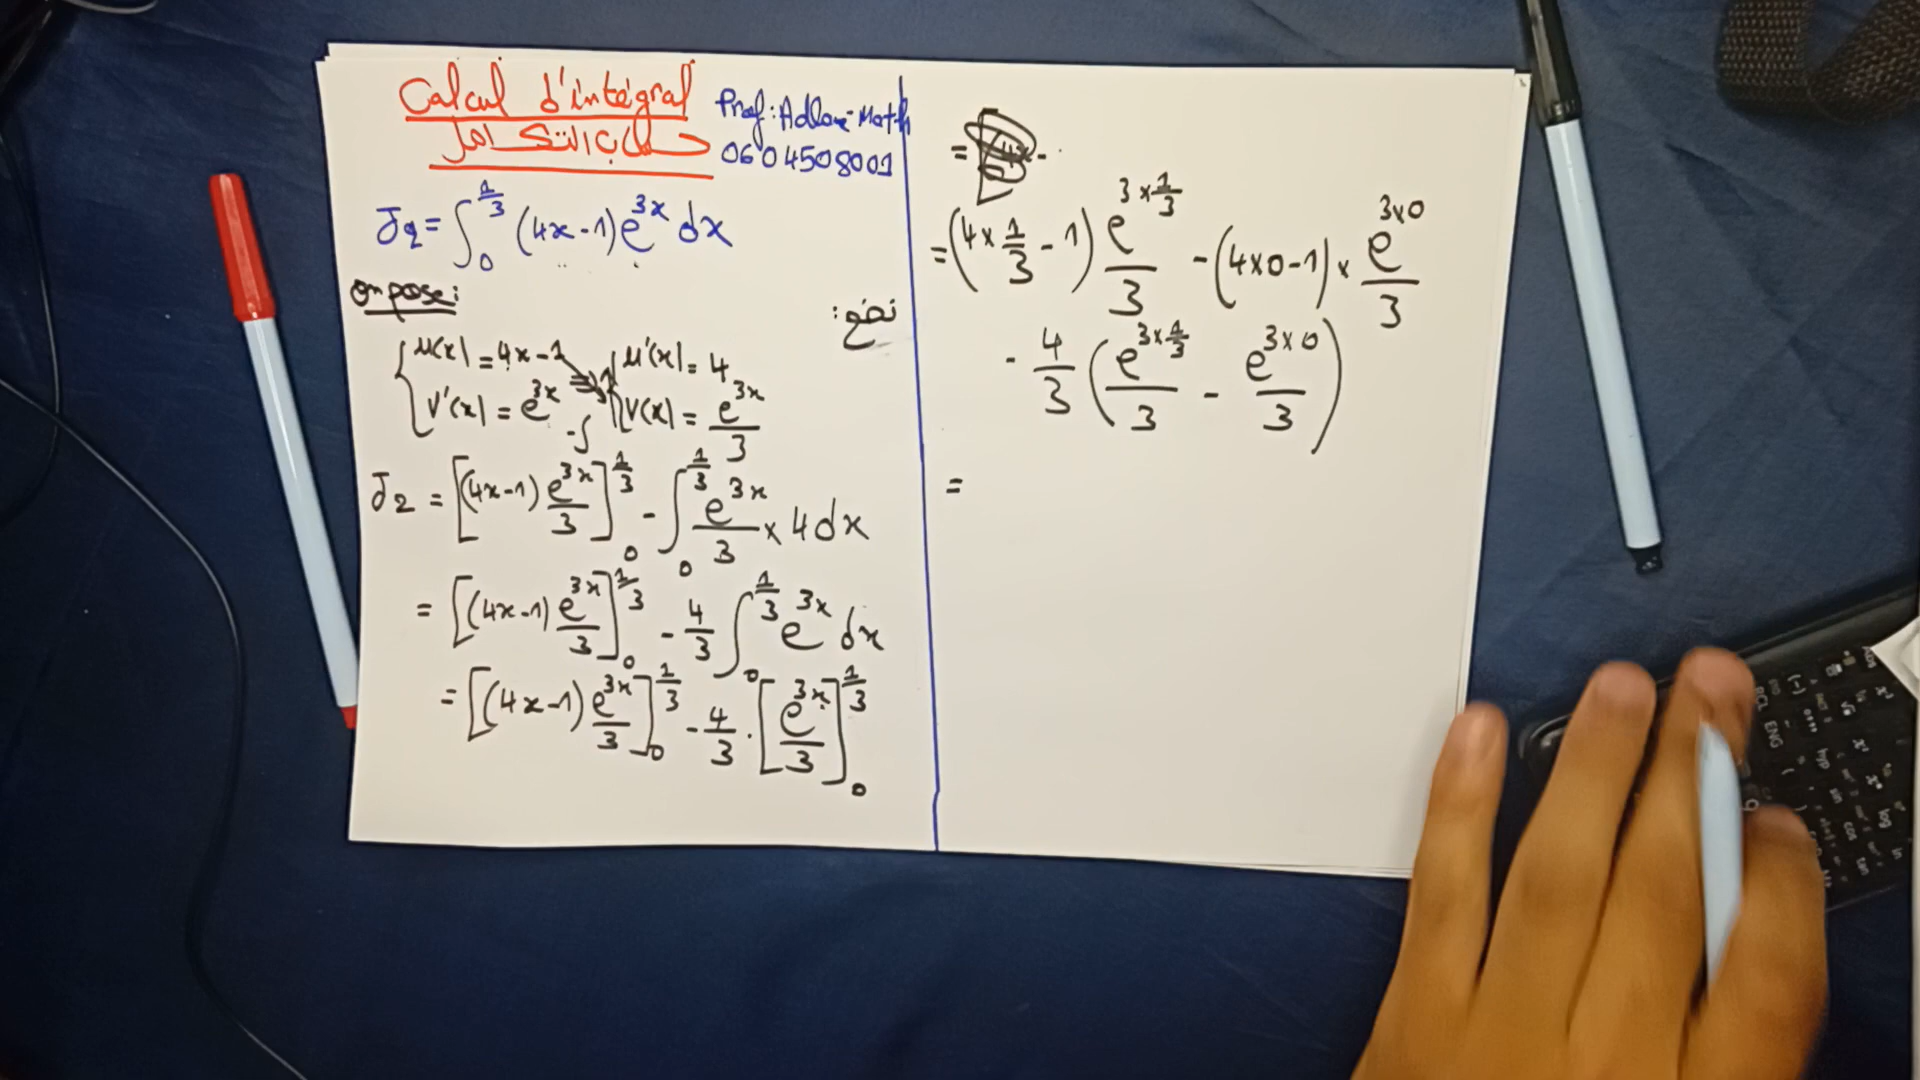 Calcul d'intégral
حساب التكامل
Prof: Adlane-Math
0604508001
J₂ = ∫₀^{1/3} (4x-1)e^{3x} dx
on pose:
نضع:
{ u(x) = 4x-1 ⇒ { u'(x) = 4
v'(x) = e^{3x} -∫ v(x) = e^{3x}/3
J₂ = [(4x-1) e^{3x}/3]₀^{1/3} - ∫₀^{1/3} e^{3x}/3 × 4 dx
= [(4x-1) e^{3x}/3]₀^{1/3} - 4/3 ∫₀^{1/3} e^{3x} dx
= [(4x-1) e^{3x}/3]₀^{1/3} - 4/3 · [e^{3x}/3]₀^{1/3}
= (4×1/3 - 1) e^{3×1/3}/3 - (4×0-1) × e^{3×0}/3
- 4/3 (e^{3×1/3}/3 - e^{3×0}/3)
=